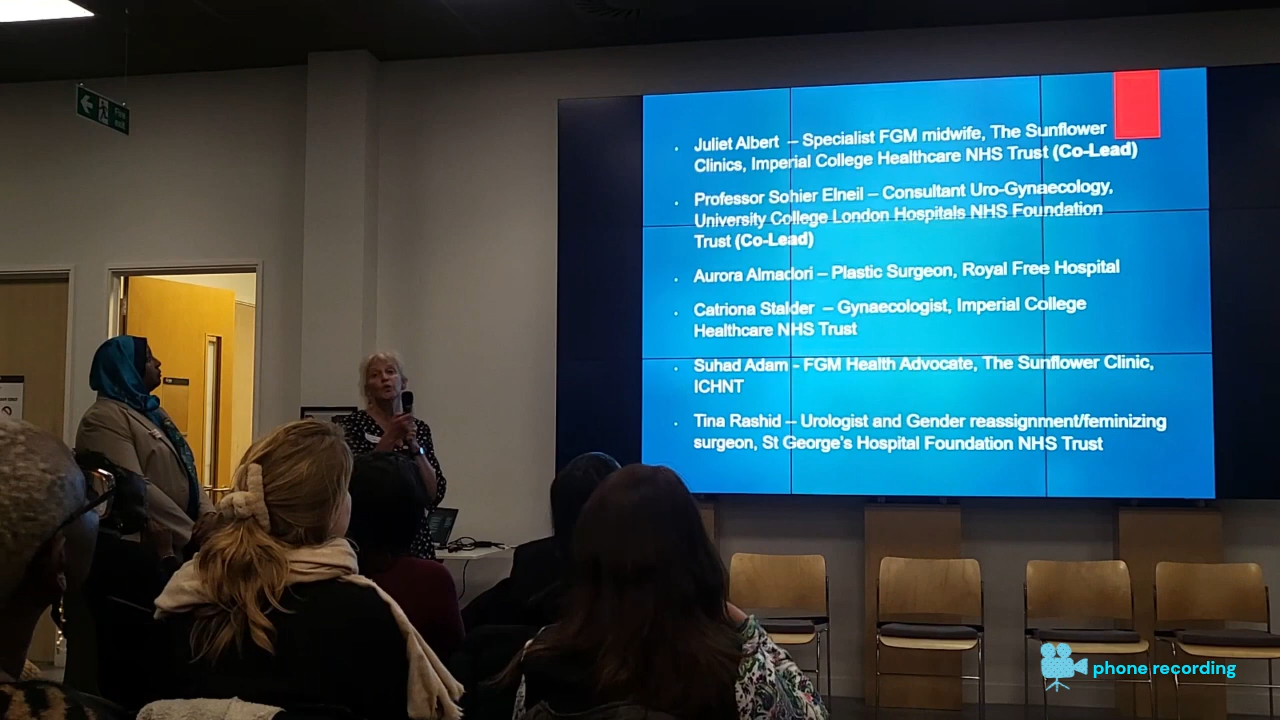 Fire
exit
Juliet Albert – Specialist FGM midwife, The Sunflower
Clinics, Imperial College Healthcare NHS Trust (Co-Lead)
Professor Sohier Elneil – Consultant Uro-Gynaecology,
University College London Hospitals NHS Foundation
Trust (Co-Lead)
Aurora Almadori – Plastic Surgeon, Royal Free Hospital
Catriona Stalder – Gynaecologist, Imperial College
Healthcare NHS Trust
Suhad Adam - FGM Health Advocate, The Sunflower Clinic,
ICHNT
Tina Rashid – Urologist and Gender reassignment/feminizing
surgeon, St George's Hospital Foundation NHS Trust
phone recording